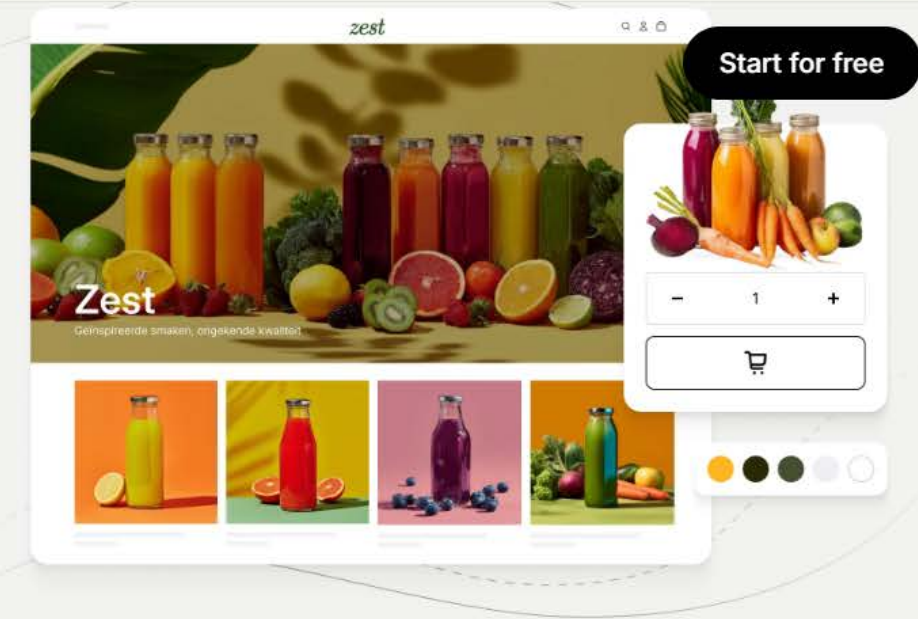 zest
Start for free
Zest
Geïnspireerde smaken, ongekende kwaliteit
− 1 +